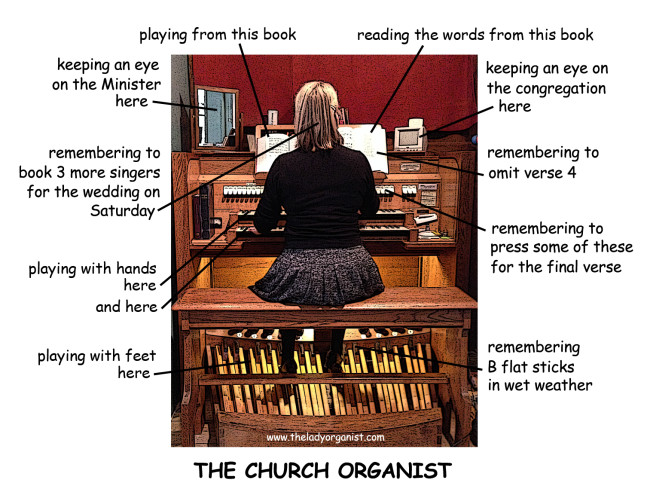 playing from this book
reading the words from this book
keeping an eye
on the Minister
here
keeping an eye on
the congregation
here
remembering to
book 3 more singers
for the wedding on
Saturday
remembering to
omit verse 4
remembering to
press some of these
for the final verse
playing with hands
here
and here
playing with feet
here
remembering
B flat sticks
in wet weather
www.theladyorganist.com
THE CHURCH ORGANIST